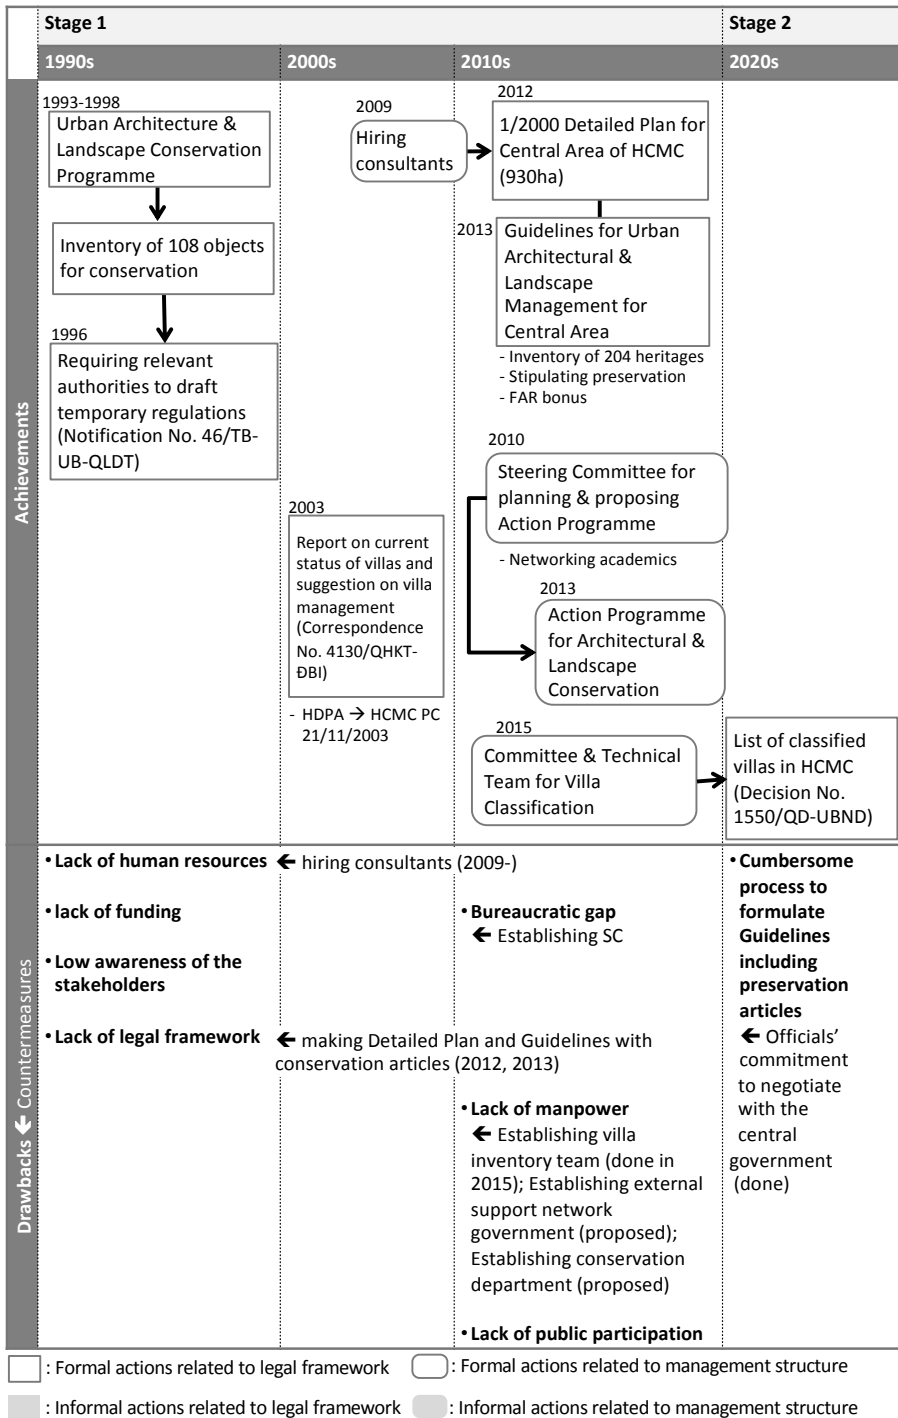 Stage 1
Stage 2
1990s
2000s
2010s
2020s
Achievements
1993-1998
Urban Architecture &
Landscape Conservation
Programme
Inventory of 108 objects
for conservation
1996
Requiring relevant
authorities to draft
temporary regulations
(Notification No. 46/TB-
UB-QLDT)
2003
Report on current
status of villas and
suggestion on villa
management
(Correspondence
No. 4130/QHKT-
ĐBI)
- HDPA → HCMC PC
21/11/2003
2009
Hiring
consultants
2012
1/2000 Detailed Plan for
Central Area of HCMC
(930ha)
2013
Guidelines for Urban
Architectural &
Landscape
Management for
Central Area
- Inventory of 204 heritages
- Stipulating preservation
- FAR bonus
2010
Steering Committee for
planning & proposing
Action Programme
- Networking academics
2013
Action Programme
for Architectural &
Landscape
Conservation
2015
Committee & Technical
Team for Villa
Classification
List of classified
villas in HCMC
(Decision No.
1550/QD-UBND)
Drawbacks ← Countermeasures
• Lack of human resources
← hiring consultants (2009-)
• lack of funding
• Low awareness of the
stakeholders
• Lack of legal framework
← making Detailed Plan and Guidelines with
conservation articles (2012, 2013)
• Bureaucratic gap
← Establishing SC
• Lack of manpower
← Establishing villa
inventory team (done in
2015); Establishing external
support network
government (proposed);
Establishing conservation
department (proposed)
• Lack of public participation
• Cumbersome
process to
formulate
Guidelines
including
preservation
articles
← Officials’
commitment
to negotiate
with the
central
government
(done)
: Formal actions related to legal framework
: Formal actions related to management structure
: Informal actions related to legal framework
: Informal actions related to management structure